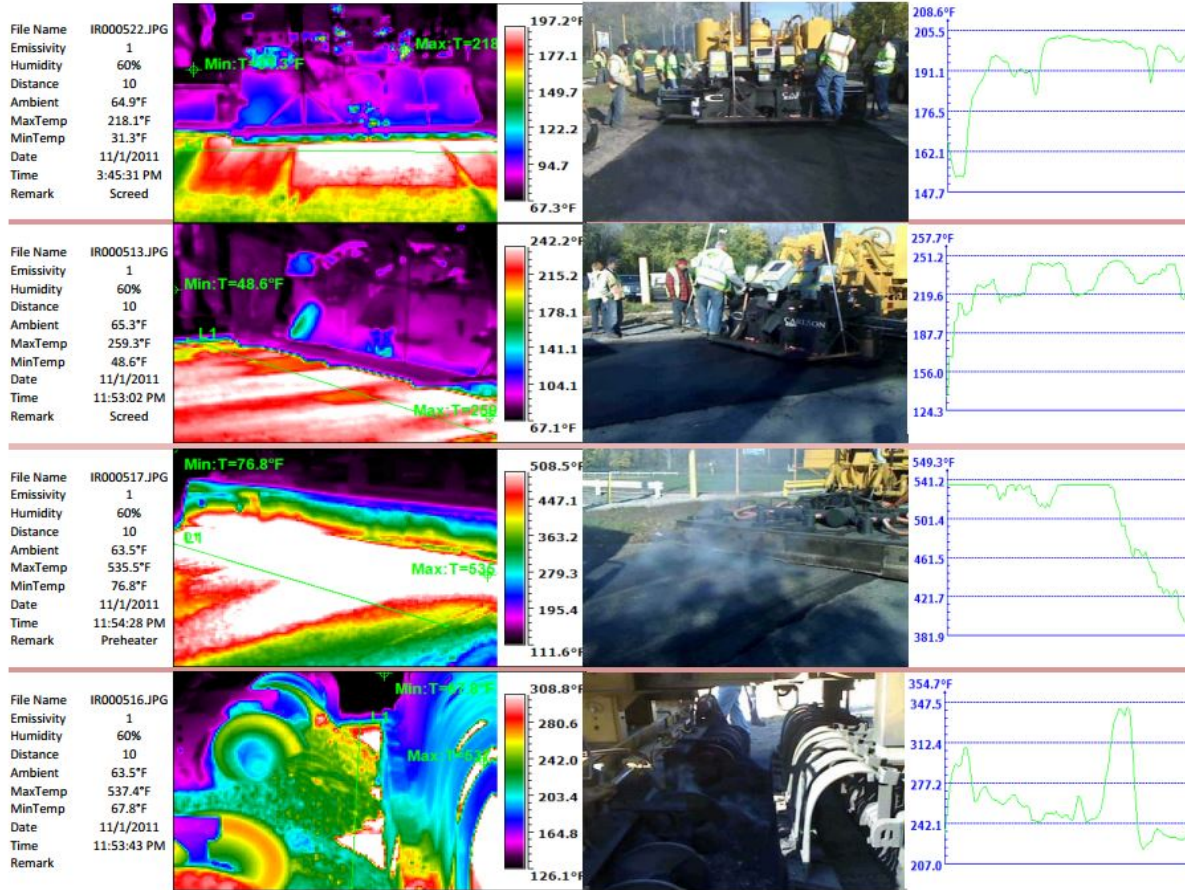 File Name IR000522.JPG
Emissivity 1
Humidity 60%
Distance 10
Ambient 64.9°F
MaxTemp 218.1°F
MinTemp 31.3°F
Date 11/1/2011
Time 3:45:31 PM
Remark Screed
Max:T=218
197.2°F
177.1
149.7
122.2
94.7
67.3°F
208.6°F
205.5
191.1
176.5
162.1
147.7
File Name IR000513.JPG
Emissivity 1
Humidity 60%
Distance 10
Ambient 65.3°F
MaxTemp 259.3°F
MinTemp 48.6°F
Date 11/1/2011
Time 11:53:02 PM
Remark Screed
Min:T=48.6°F
L1
Max:T=259
242.2°F
215.2
178.1
141.1
104.1
67.1°F
CARLSON
257.7°F
251.2
219.6
187.7
156.0
124.3
File Name IR000517.JPG
Emissivity 1
Humidity 60%
Distance 10
Ambient 63.5°F
MaxTemp 535.5°F
MinTemp 76.8°F
Date 11/1/2011
Time 11:54:28 PM
Remark Preheater
Min:T=76.8°F
L1
Max:T=535
508.5°F
447.1
363.2
279.3
195.4
111.6°F
549.3°F
541.2
501.4
461.5
421.7
381.9
File Name IR000516.JPG
Emissivity 1
Humidity 60%
Distance 10
Ambient 63.5°F
MaxTemp 537.4°F
MinTemp 67.8°F
Date 11/1/2011
Time 11:53:43 PM
Remark
Min:T=67.8°F
L1
308.8°F
280.6
242.0
203.4
164.8
126.1°F
354.7°F
347.5
312.4
277.2
242.1
207.0